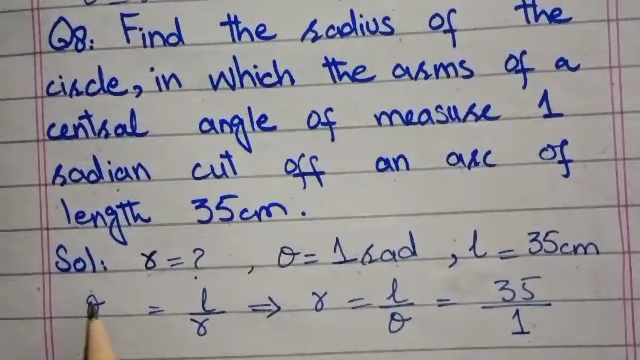 Q8: Find the radius of the
circle, in which the arms of a
central angle of measure 1
radian cut off an arc of
length 35cm.
Sol: r = ? , θ = 1 rad , l = 35cm
θ = l/r ⇒ r = l/θ = 35/1